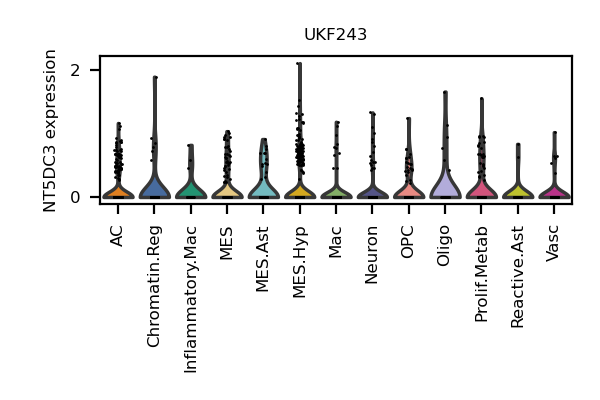 UKF243
NT5DC3 expression
2
0
AC
Chromatin.Reg
Inflammatory.Mac
MES
MES.Ast
MES.Hyp
Mac
Neuron
OPC
Oligo
Prolif.Metab
Reactive.Ast
Vasc